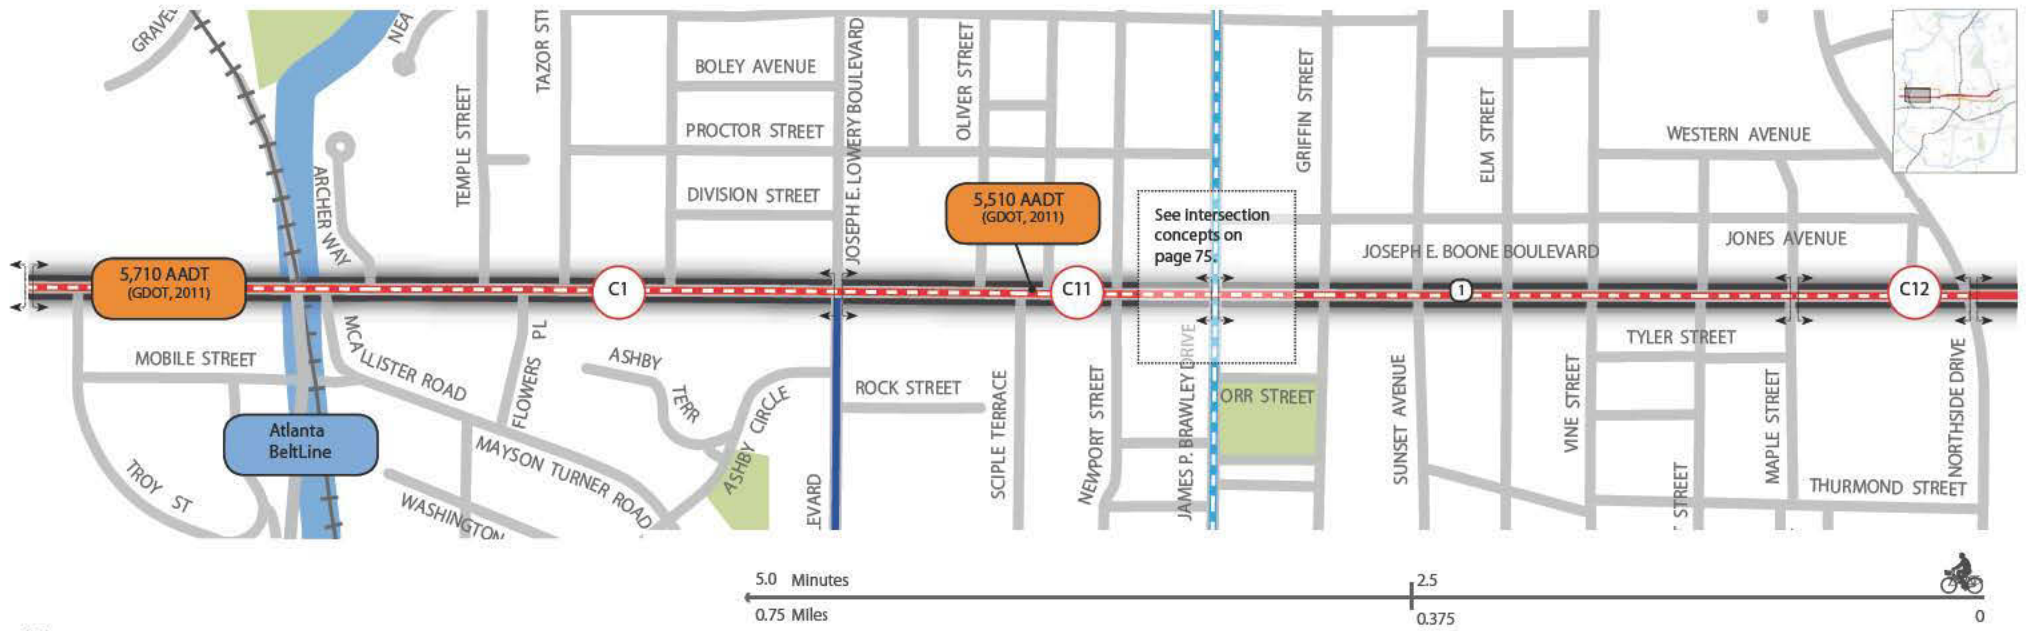 GRAVEL
NEA
TEMPLE STREET
TAZOR STR
BOLEY AVENUE
PROCTOR STREET
DIVISION STREET
JOSEPH E. LOWERY BOULEVARD
OLIVER STREET
GRIFFIN STREET
ELM STREET
WESTERN AVENUE
JONES AVENUE
JOSEPH E. BOONE BOULEVARD
ARCHER WAY
5,510 AADT
(GDOT, 2011)
See intersection
concepts on
page 75.
5,710 AADT
(GDOT, 2011)
C1
C11
1
C12
MOBILE STREET
MCALLISTER ROAD
FLOWERS PL
ASHBY
TERR
ASHBY CIRCLE
ROCK STREET
SCIPLE TERRACE
NEWPORT STREET
JAMES P. BRAWLEY DRIVE
ORR STREET
SUNSET AVENUE
VINE STREET
TYLER STREET
MAPLE STREET
NORTHSIDE DRIVE
THURMOND STREET
STREET
Atlanta
BeltLine
TROY ST
MAYSON TURNER ROAD
WASHINGTON
EVARD
5.0 Minutes
2.5
0.75 Miles
0.375
0